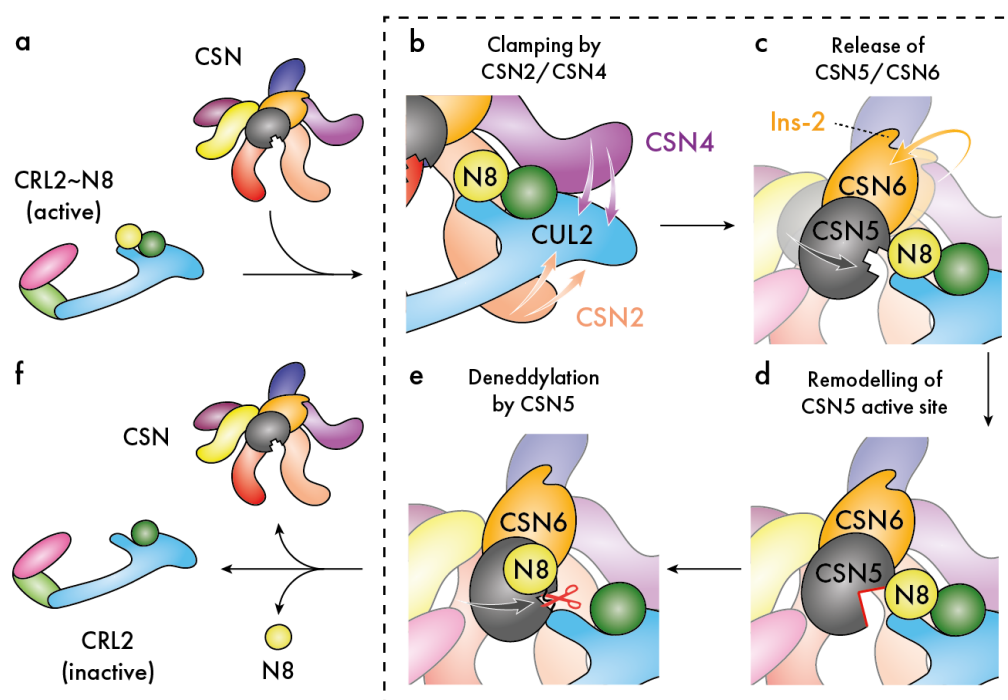 a
CSN
CRL2~N8
(active)
b
Clamping by
CSN2/CSN4
CSN4
N8
CUL2
CSN2
c
Release of
CSN5/CSN6
Ins-2
CSN6
CSN5
N8
d
Remodelling of
CSN5 active site
CSN6
CSN5
N8
e
Deneddylation
by CSN5
CSN6
N8
f
CSN
CRL2
(inactive)
N8